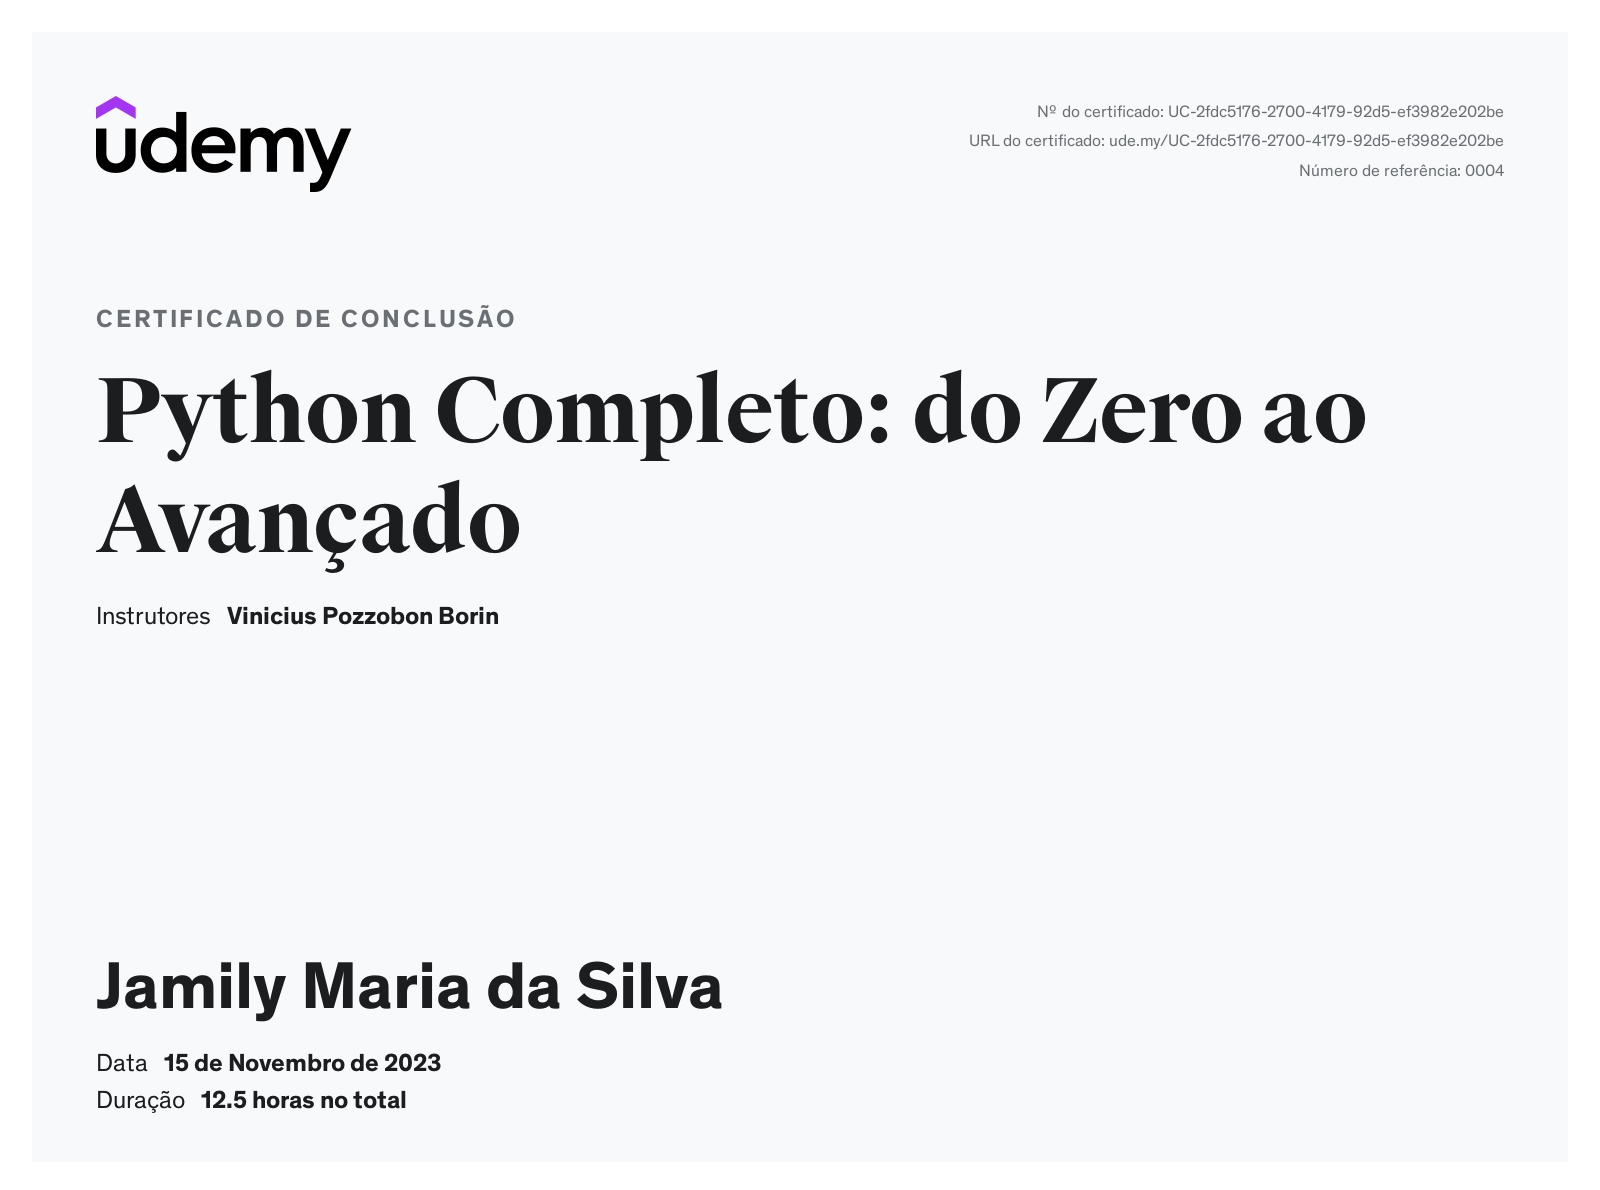 udemy
Nº do certificado: UC-2fdc5176-2700-4179-92d5-ef3982e202be
URL do certificado: ude.my/UC-2fdc5176-2700-4179-92d5-ef3982e202be
Número de referência: 0004
CERTIFICADO DE CONCLUSÃO
Python Completo: do Zero ao
Avançado
Instrutores Vinicius Pozzobon Borin
Jamily Maria da Silva
Data 15 de Novembro de 2023
Duração 12.5 horas no total